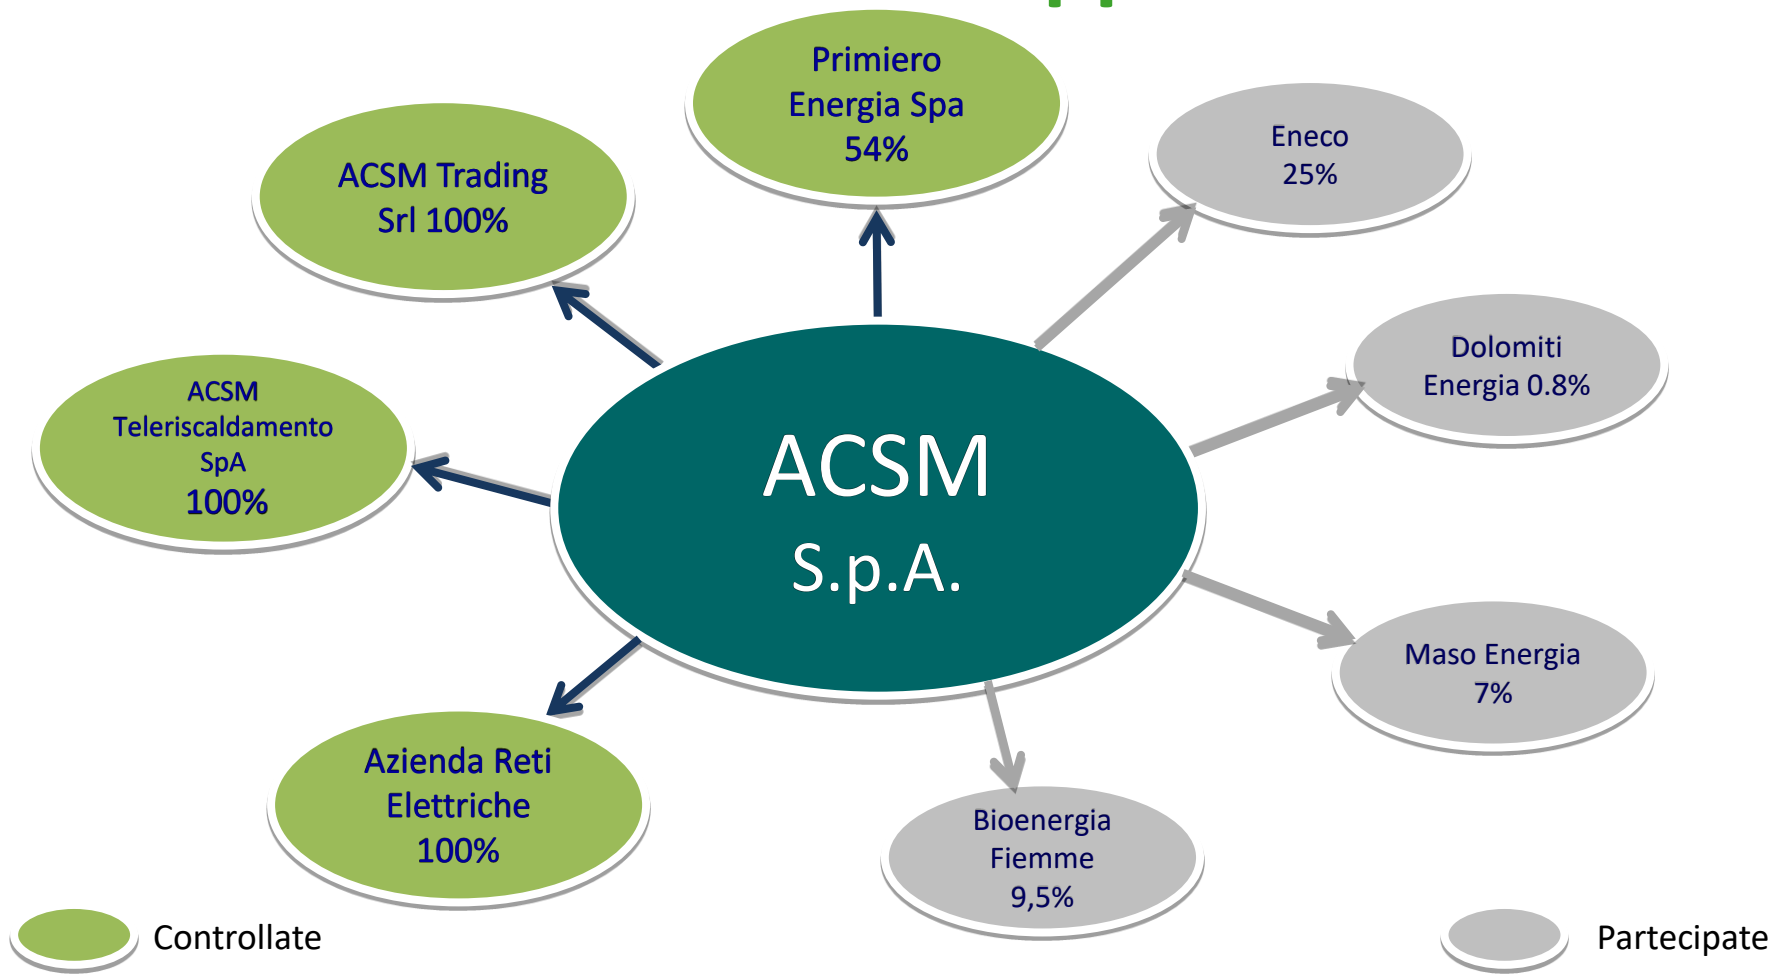 Primiero
Energia Spa
54%
Eneco
25%
ACSM Trading
Srl 100%
Dolomiti
Energia 0.8%
ACSM
Teleriscaldamento
SpA
100%
ACSM
S.p.A.
Maso Energia
7%
Azienda Reti
Elettriche
100%
Bioenergia
Fiemme
9,5%
Controllate
Partecipate